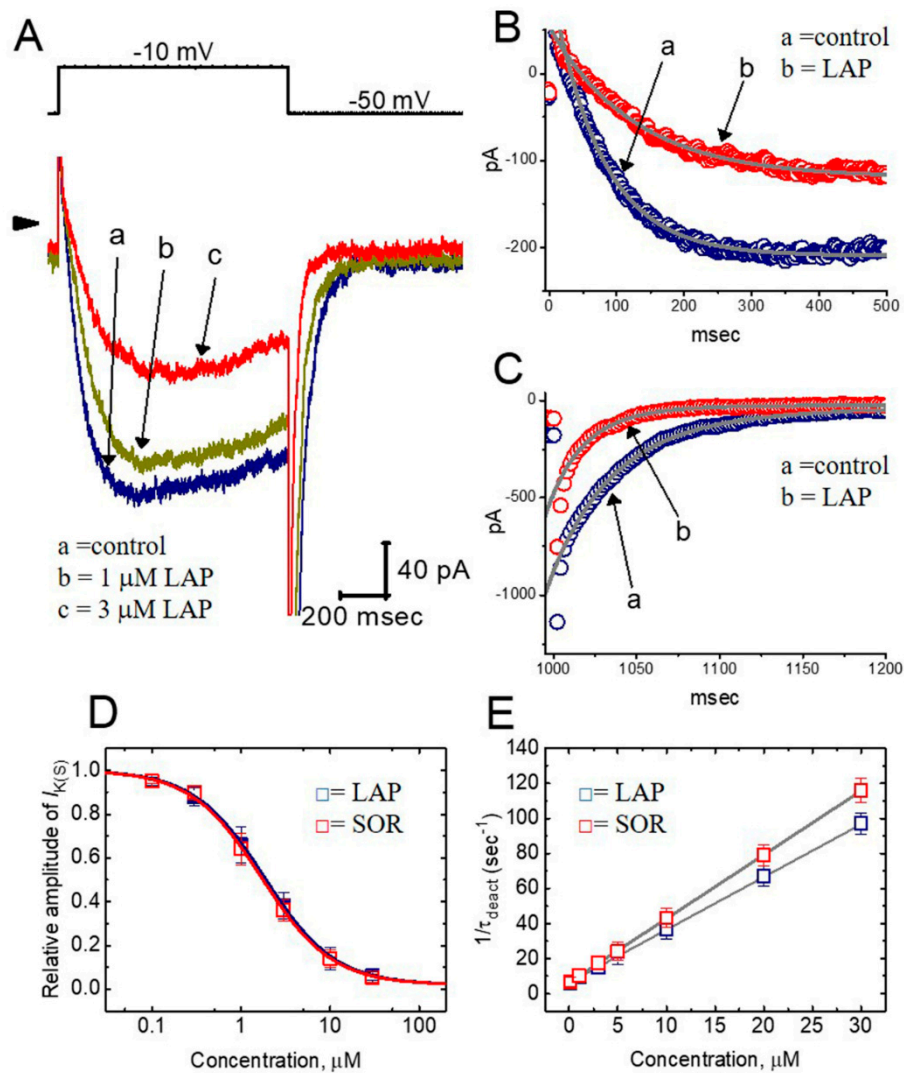 A
-10 mV
-50 mV
a
b
c
a =control
b = 1 μM LAP
c = 3 μM LAP
40 pA
200 msec
B
a =control
b = LAP
a
b
0
-100
-200
pA
0 100 200 300 400 500
msec
C
0
-500
-1000
pA
a =control
b = LAP
b
a
1000 1050 1100 1150 1200
msec
D
= LAP
= SOR
1.0
0.8
0.6
0.4
0.2
0.0
Relative amplitude of IK(S)
0.1 1 10 100
Concentration, μM
E
= LAP
= SOR
140
120
100
80
60
40
20
0
1/τdeact (sec-1)
0 5 10 15 20 25 30
Concentration, μM